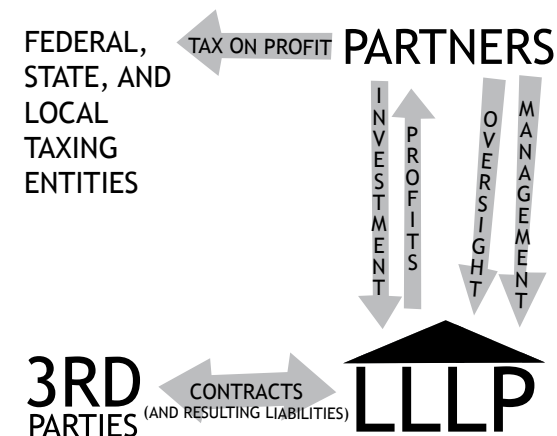 FEDERAL,
STATE, AND
LOCAL
TAXING
ENTITIES
TAX ON PROFIT
PARTNERS
INVESTMENT
PROFITS
OVERSIGHT
MANAGEMENT
3RD
PARTIES
CONTRACTS
(AND RESULTING LIABILITIES)
LLLP